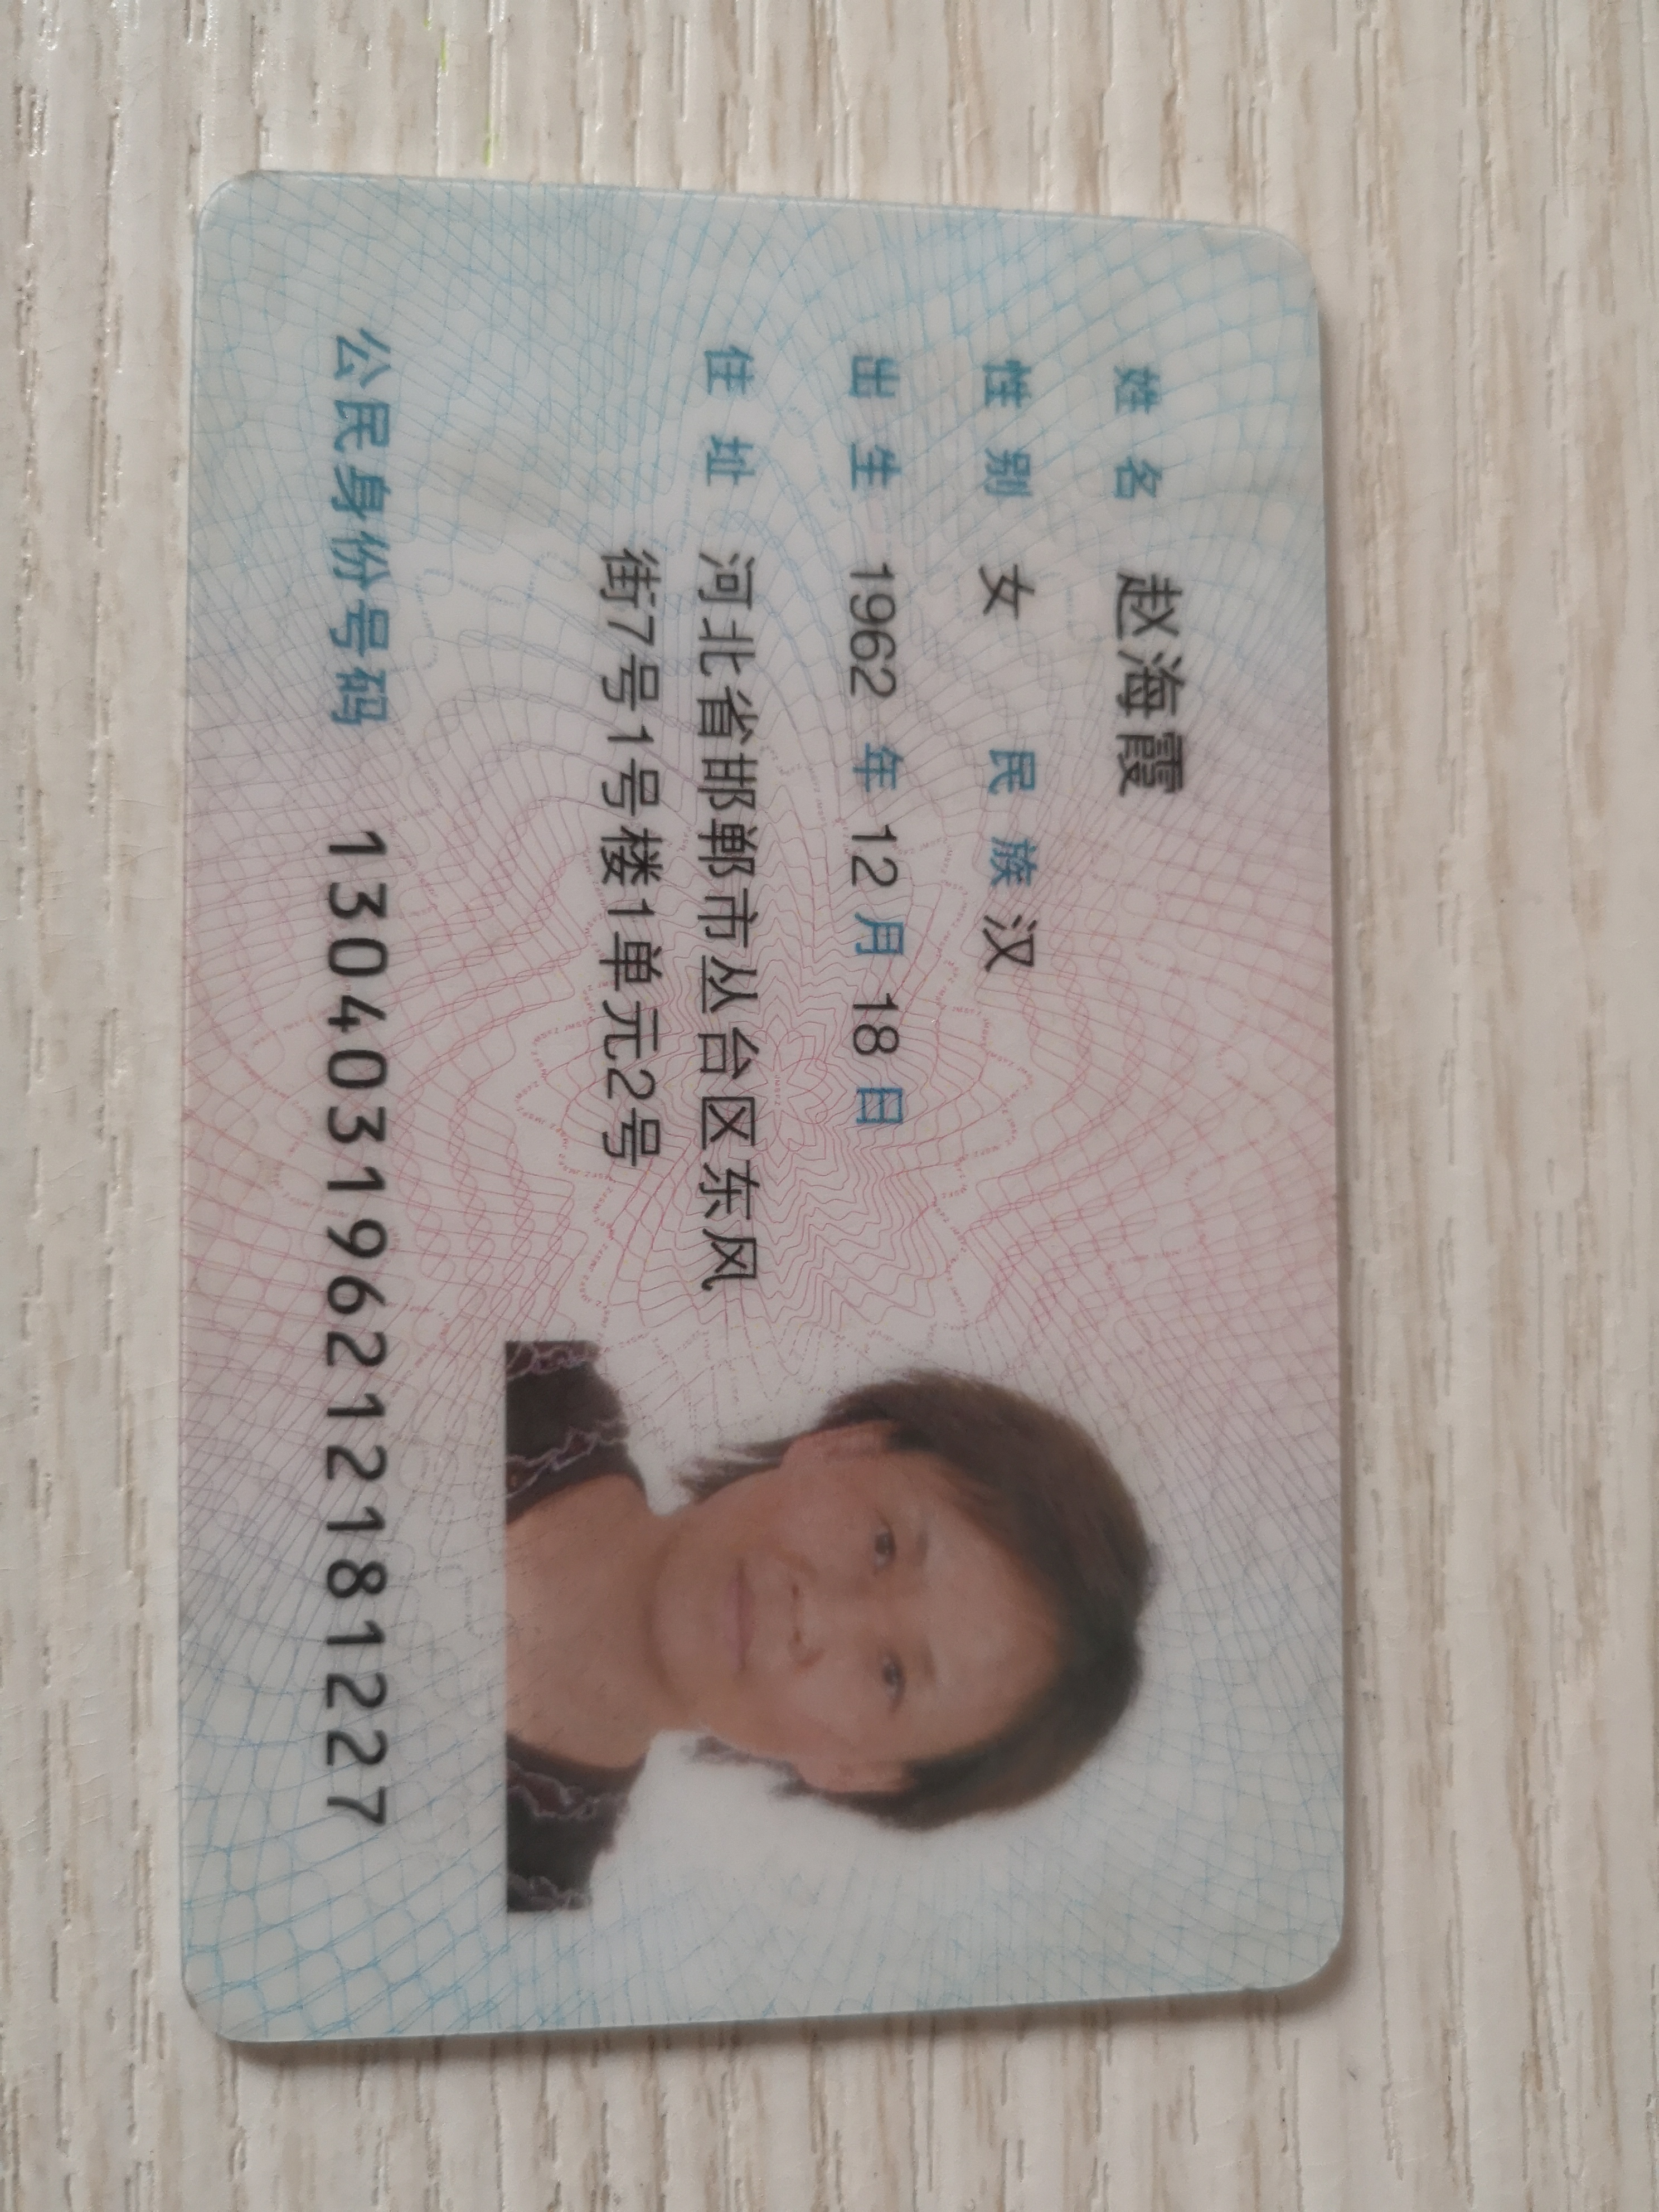 姓名 赵海霞
性别 女 民族 汉
出生 1962 年 12 月 18 日
住址 河北省邯郸市丛台区东风
街7号1号楼1单元2号
公民身份号码 130403196212181227